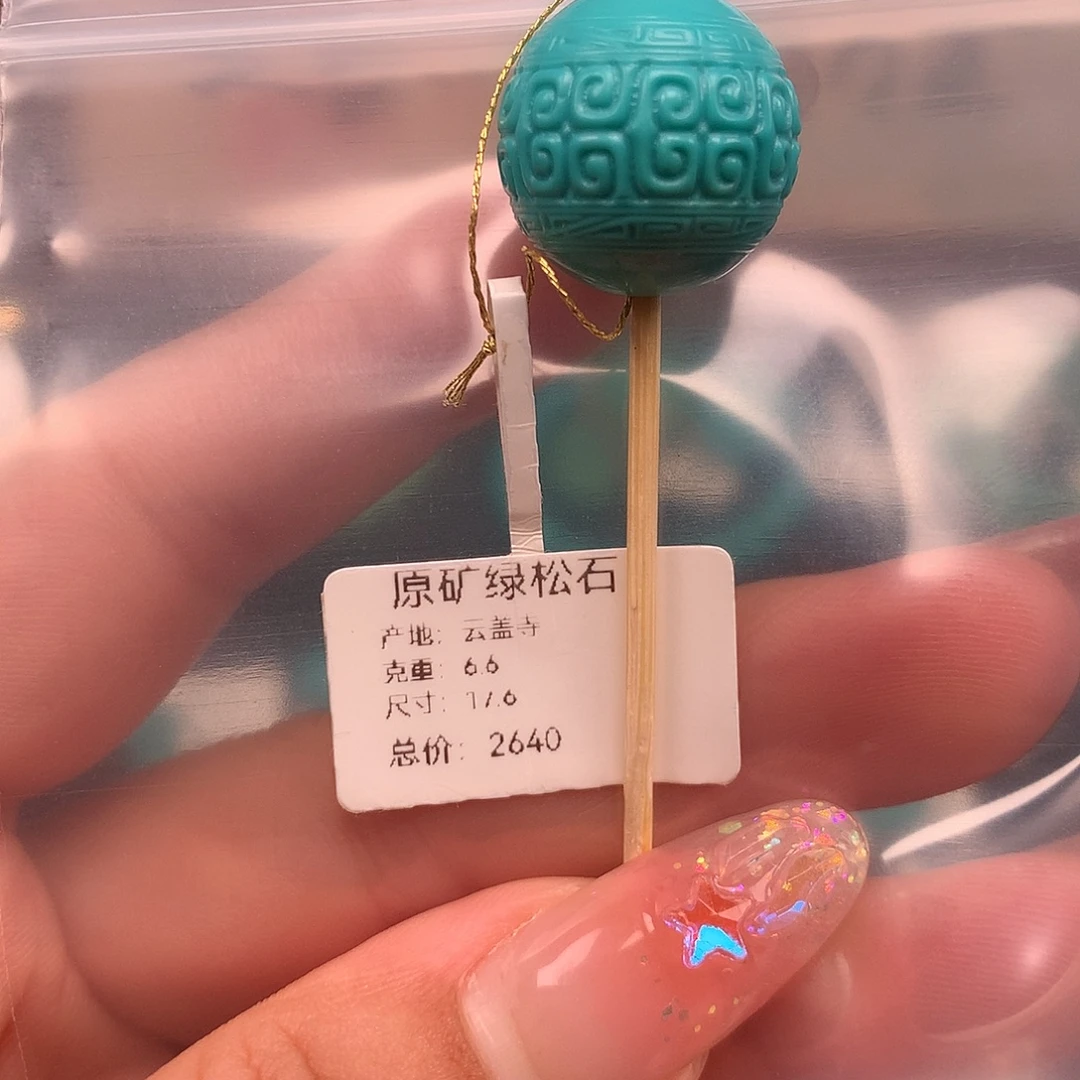 原矿绿松石
产地: 云盖寺
克重: 6.6
尺寸: 17.6
总价: 2640